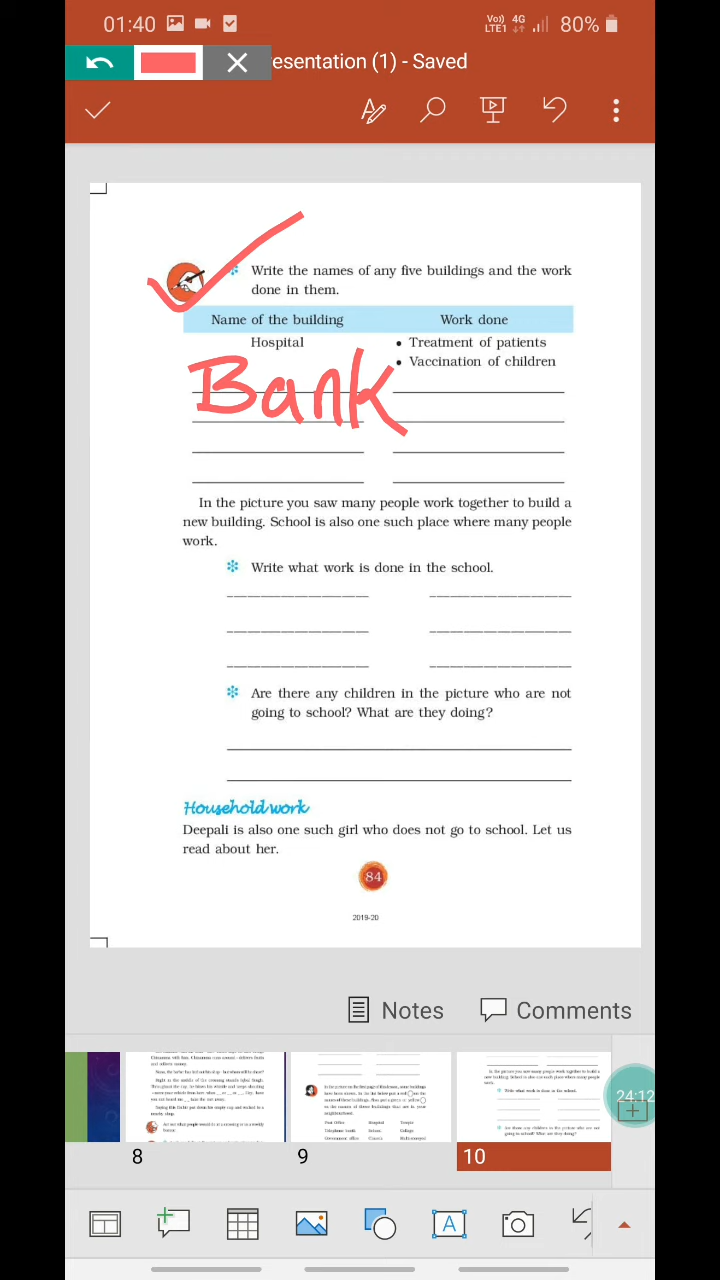 01:40 Vo)) LTE1 4G 80%
esentation (1) - Saved
Write the names of any five buildings and the work
done in them.
Name of the building Work done
Hospital • Treatment of patients
• Vaccination of children
Bank
In the picture you saw many people work together to build a
new building. School is also one such place where many people
work.
Write what work is done in the school.
Are there any children in the picture who are not
going to school? What are they doing?
Household work
Deepali is also one such girl who does not go to school. Let us
read about her.
84
2019-20
Notes Comments
24:12
8 9 10
A